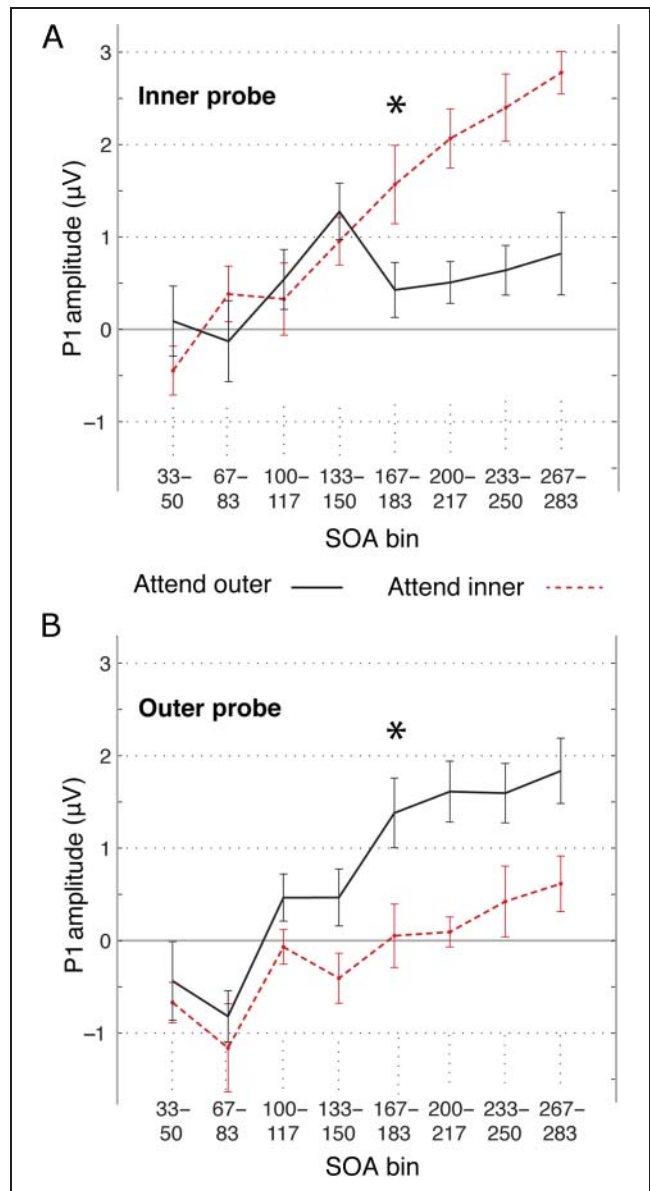 A
Inner probe
*
3
2
1
0
−1
P1 amplitude (µV)
33– 67– 100– 133– 167– 200– 233– 267–
50 83 117 150 183 217 250 283
SOA bin
Attend outer Attend inner
B
Outer probe
*
3
2
1
0
−1
P1 amplitude (µV)
33– 67– 100– 133– 167– 200– 233– 267–
50 83 117 150 183 217 250 283
SOA bin